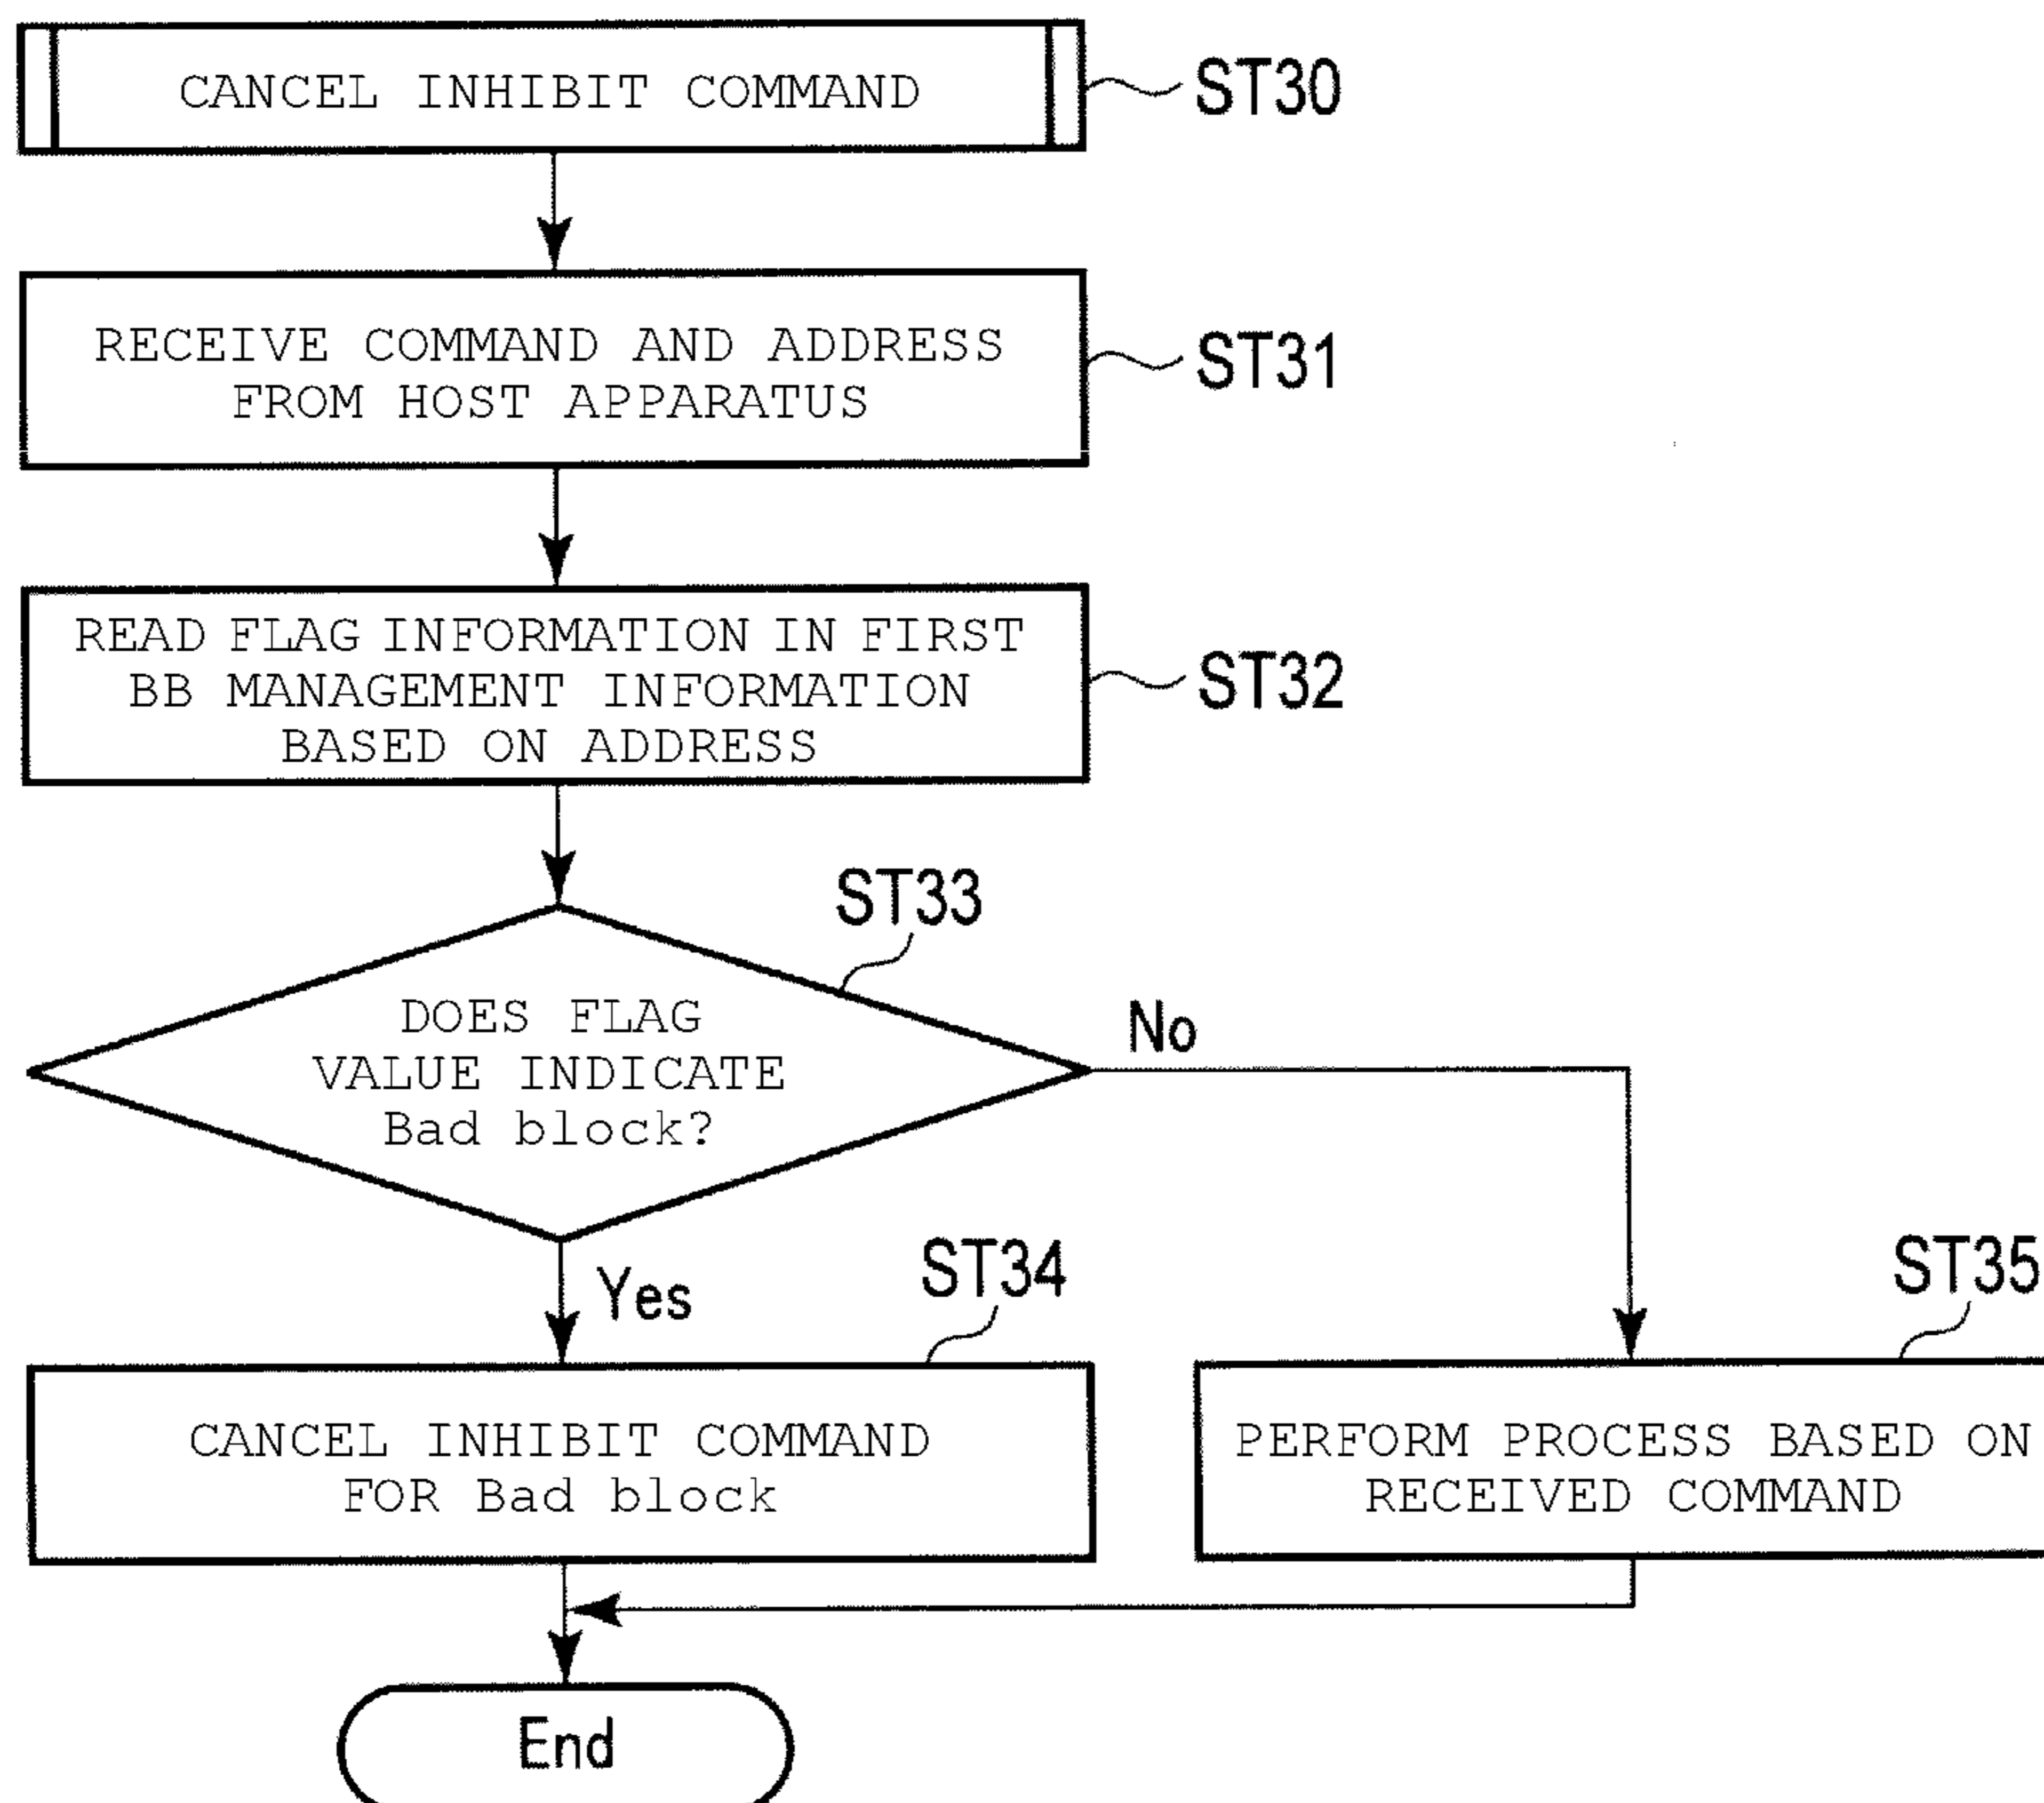 CANCEL INHIBIT COMMAND
ST30
RECEIVE COMMAND AND ADDRESS
FROM HOST APPARATUS
ST31
READ FLAG INFORMATION IN FIRST
BB MANAGEMENT INFORMATION
BASED ON ADDRESS
ST32
ST33
DOES FLAG
VALUE INDICATE
Bad block?
No
Yes
ST34
ST35
CANCEL INHIBIT COMMAND
FOR Bad block
PERFORM PROCESS BASED ON
RECEIVED COMMAND
End